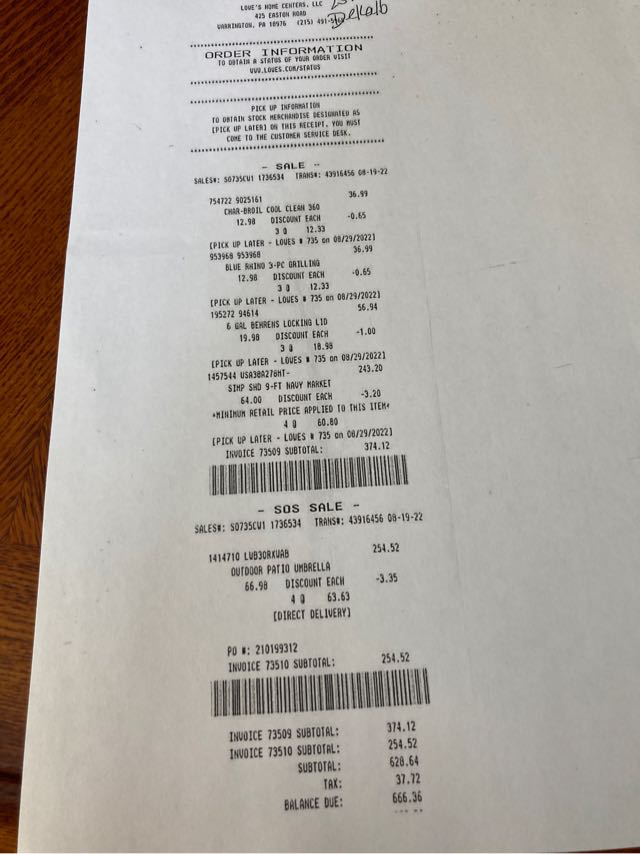 LOWE'S HOME CENTERS, LLC
425 EASTON ROAD
WARRINGTON, PA 18976 (215) 491-
Dekalb
ORDER INFORMATION
TO OBTAIN A STATUS OF YOUR ORDER VISIT
WWW.LOWES.COM/STATUS
PICK UP INFORMATION
TO OBTAIN STOCK MERCHANDISE DESIGNATED AS
[PICK UP LATER] ON THIS RECEIPT, YOU MUST
COME TO THE CUSTOMER SERVICE DESK.
- SALE -
SALES#: S0735CW1 1736534 TRANS#: 43916456 08-19-22
754722 9025161 36.99
CHAR-BROIL COOL CLEAN 360
12.98 DISCOUNT EACH -0.65
3 @ 12.33
[PICK UP LATER - LOWES # 735 on 08/29/2022]
953968 953968 36.99
BLUE RHINO 3-PC GRILLING
12.98 DISCOUNT EACH -0.65
3 @ 12.33
[PICK UP LATER - LOWES # 735 on 08/29/2022]
195272 94614 56.94
6 GAL BEHRENS LOCKING LID
19.98 DISCOUNT EACH -1.00
3 @ 18.98
[PICK UP LATER - LOWES # 735 on 08/29/2022]
1457544 USA38A276MT- 243.20
SIMP SHD 9-FT NAVY MARKET
64.00 DISCOUNT EACH -3.20
*MINIMUM RETAIL PRICE APPLIED TO THIS ITEM*
4 @ 60.80
[PICK UP LATER - LOWES # 735 on 08/29/2022]
INVOICE 73509 SUBTOTAL: 374.12
- SOS SALE -
SALES#: S0735CW1 1736534 TRANS#: 43916456 08-19-22
1414710 LWB30RKWAB 254.52
OUTDOOR PATIO UMBRELLA
66.98 DISCOUNT EACH -3.35
4 @ 63.63
[DIRECT DELIVERY]
PO #: 210199312
INVOICE 73510 SUBTOTAL: 254.52
INVOICE 73509 SUBTOTAL: 374.12
INVOICE 73510 SUBTOTAL: 254.52
SUBTOTAL: 628.64
TAX: 37.72
BALANCE DUE: 666.36